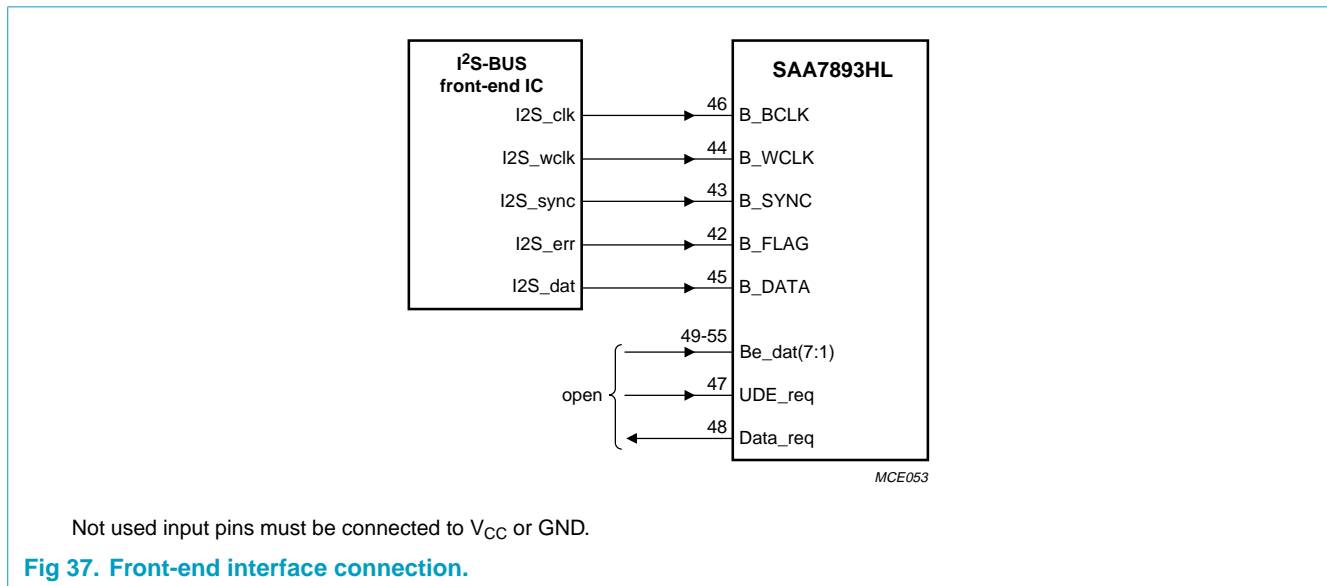 I²S-BUS
front-end IC
SAA7893HL
I2S_clk 46 B_BCLK
I2S_wclk 44 B_WCLK
I2S_sync 43 B_SYNC
I2S_err 42 B_FLAG
I2S_dat 45 B_DATA
49-55 Be_dat(7:1)
open 47 UDE_req
48 Data_req
MCE053
Not used input pins must be connected to VCC or GND.
Fig 37. Front-end interface connection.